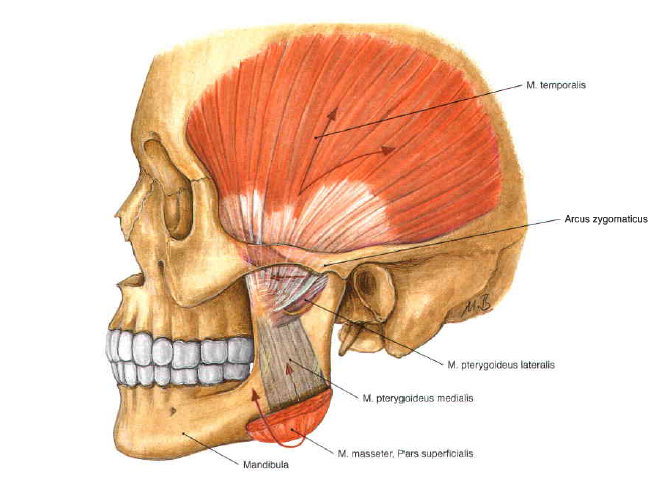 M. temporalis
Arcus zygomaticus
M. B
M. pterygoideus lateralis
M. pterygoideus medialis
M. masseter, Pars superficialis
Mandibula